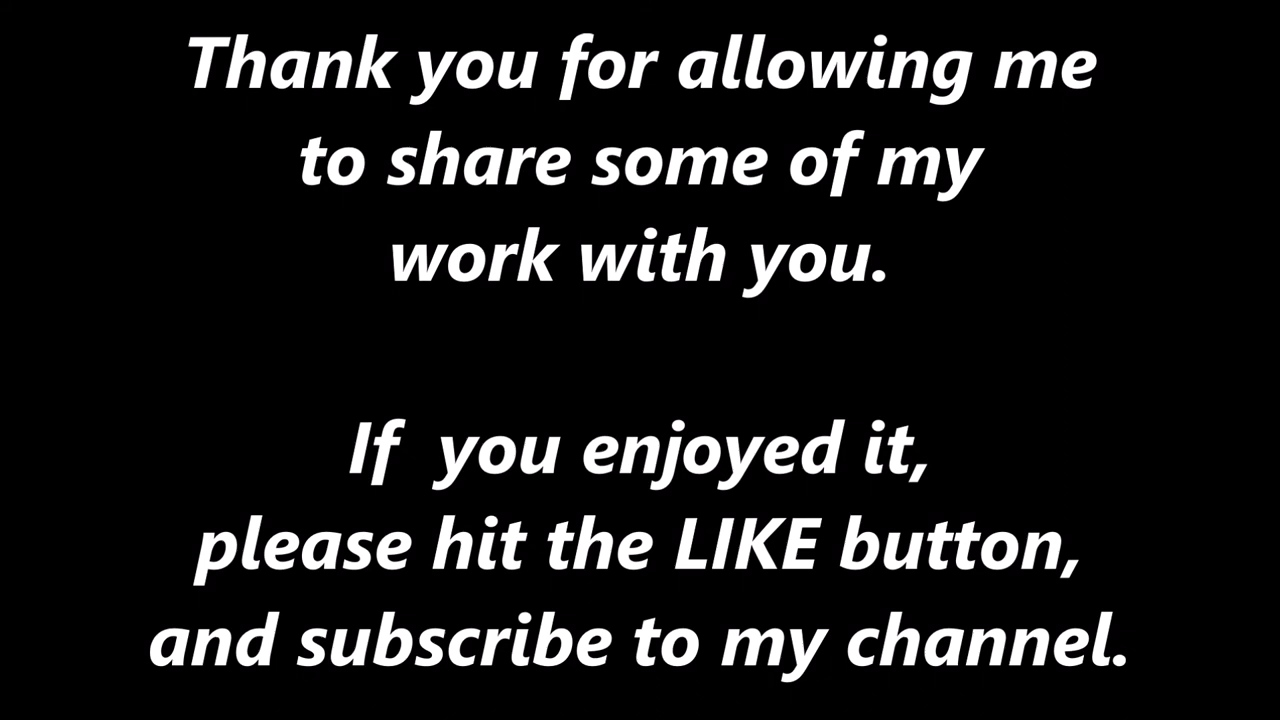 Thank you for allowing me
to share some of my
work with you.
If  you enjoyed it,
please hit the LIKE button,
and subscribe to my channel.